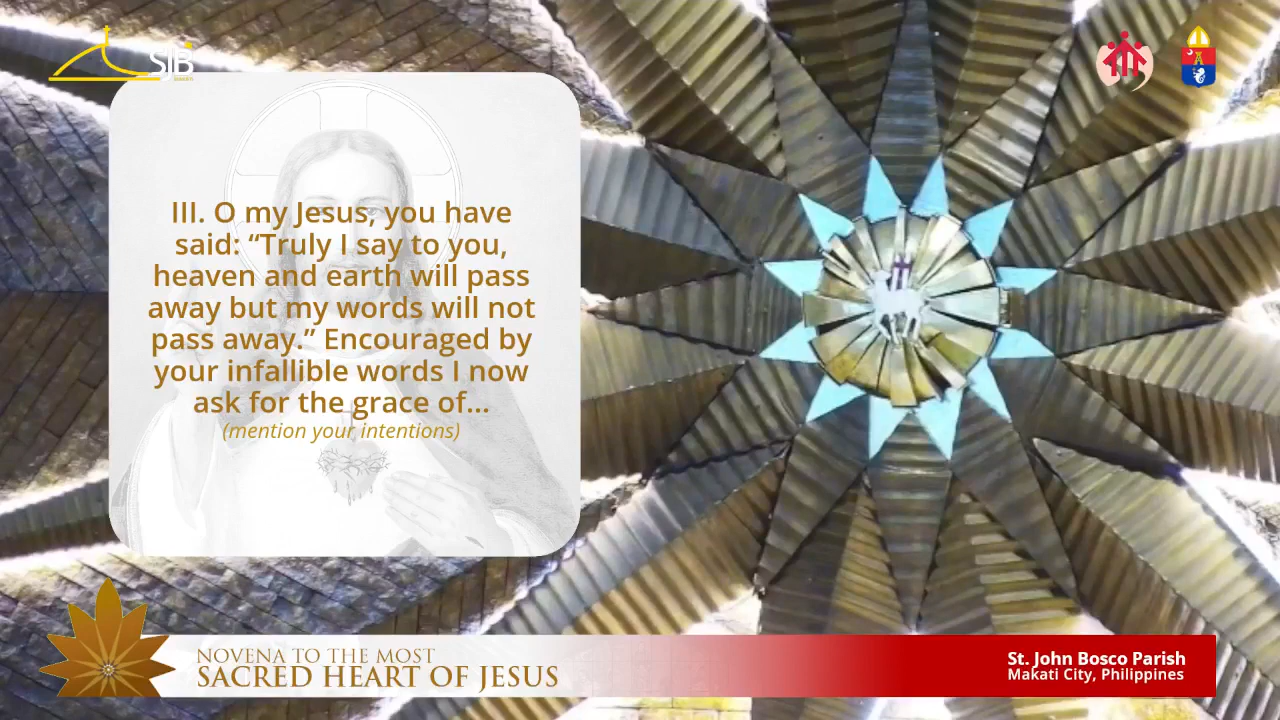 SJB
III. O my Jesus, you have
said: “Truly I say to you,
heaven and earth will pass
away but my words will not
pass away.” Encouraged by
your infallible words I now
ask for the grace of...
(mention your intentions)
NOVENA TO THE MOST
SACRED HEART OF JESUS
St. John Bosco Parish
Makati City, Philippines